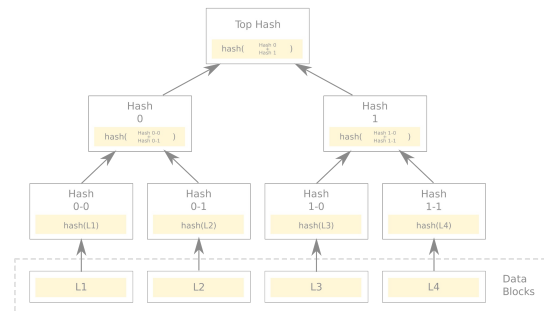 Top Hash
hash( Hash 0 + Hash 1 )
Hash
0
hash( Hash 0-0 + Hash 0-1 )
Hash
1
hash( Hash 1-0 + Hash 1-1 )
Hash
0-0
hash(L1)
Hash
0-1
hash(L2)
Hash
1-0
hash(L3)
Hash
1-1
hash(L4)
L1
L2
L3
L4
Data
Blocks